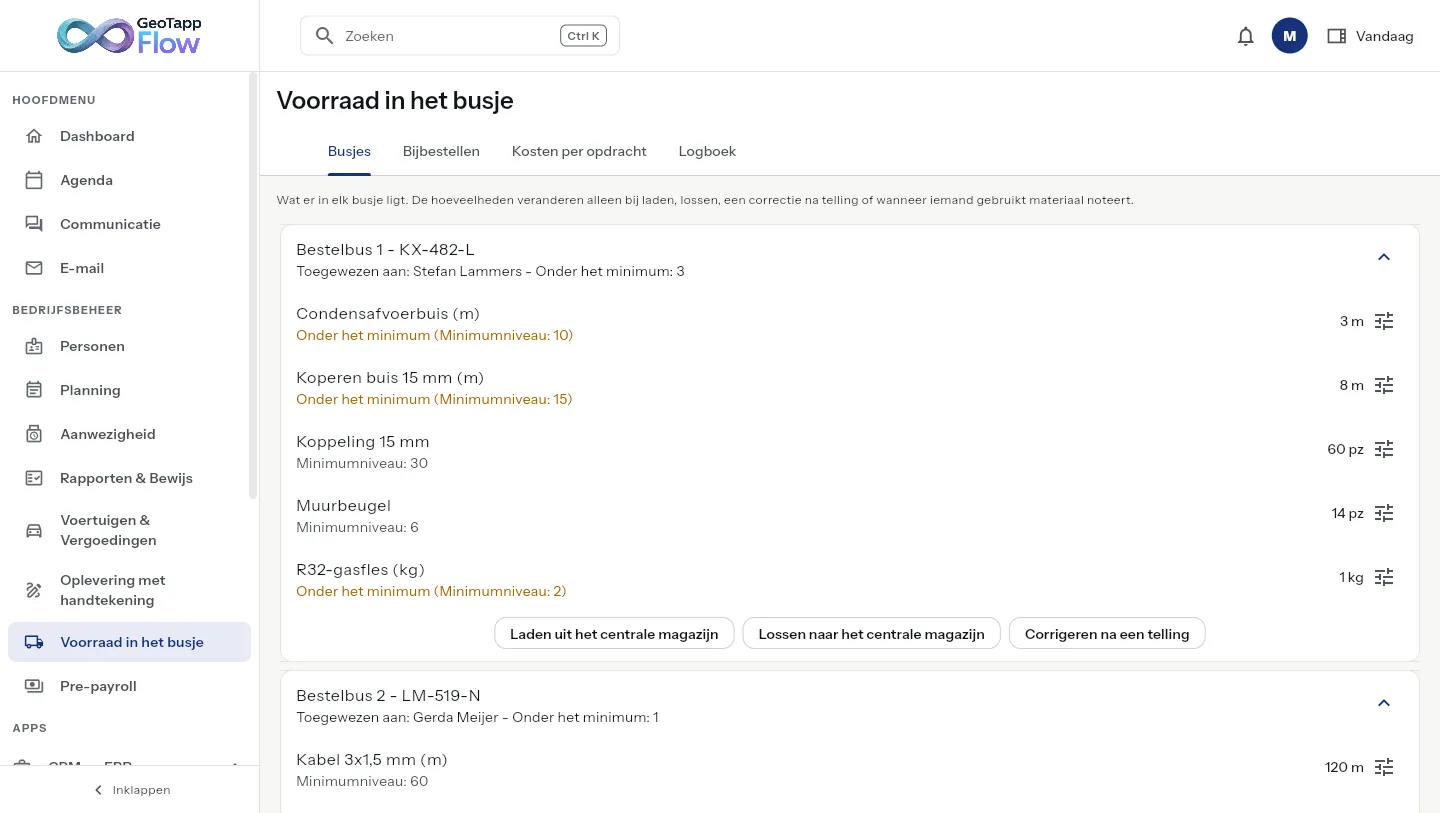 GeoTapp
Flow
Zoeken
Ctrl K
M
Vandaag
HOOFDMENU
Dashboard
Agenda
Communicatie
E-mail
BEDRIJFSBEHEER
Personen
Planning
Aanwezigheid
Rapporten & Bewijs
Voertuigen &
Vergoedingen
Oplevering met
handtekening
Voorraad in het busje
Pre-payroll
APPS
Inklappen
Voorraad in het busje
Busjes
Bijbestellen
Kosten per opdracht
Logboek
Wat er in elk busje ligt. De hoeveelheden veranderen alleen bij laden, lossen, een correctie na telling of wanneer iemand gebruikt materiaal noteert.
Bestelbus 1 - KX-482-L
Toegewezen aan: Stefan Lammers - Onder het minimum: 3
Condensafvoerbuis (m)
Onder het minimum (Minimumniveau: 10)
3 m
Koperen buis 15 mm (m)
Onder het minimum (Minimumniveau: 15)
8 m
Koppeling 15 mm
Minimumniveau: 30
60 pz
Muurbeugel
Minimumniveau: 6
14 pz
R32-gasfles (kg)
Onder het minimum (Minimumniveau: 2)
1 kg
Laden uit het centrale magazijn
Lossen naar het centrale magazijn
Corrigeren na een telling
Bestelbus 2 - LM-519-N
Toegewezen aan: Gerda Meijer - Onder het minimum: 1
Kabel 3x1,5 mm (m)
Minimumniveau: 60
120 m